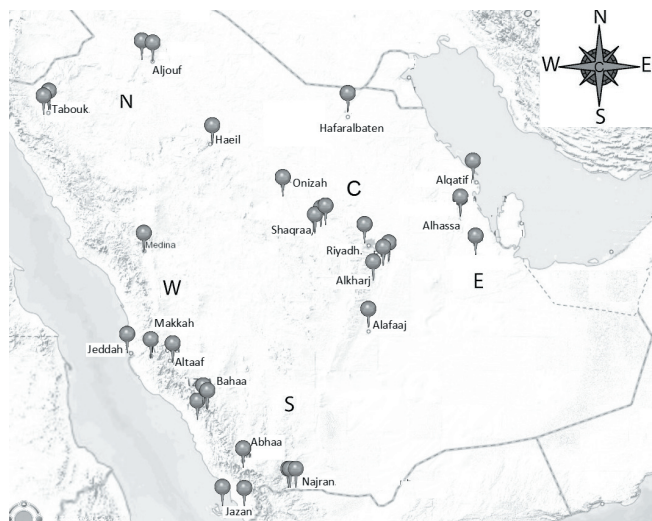 N
W E
C
S
Aljouf
Tabouk
N
Hafaralbaten
Haeil
Onizah
C
Alqatif
Shaqraa
Alhassa
Riyadh.
Medina
Alkharj
E
W
Alafaaj
Makkah
Jeddah
Altaaf
Bahaa
S
Abhaa
Najran
Jazan